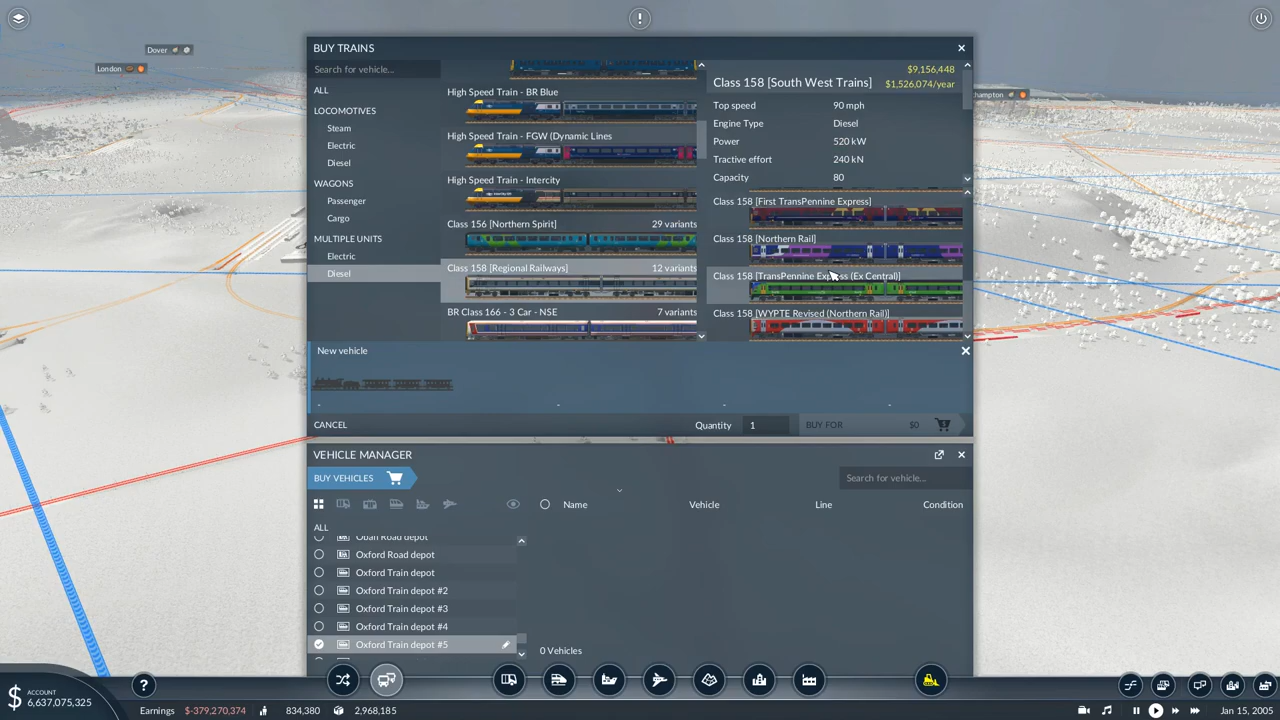 Dover
London
hampton
BUY TRAINS
Search for vehicle...
ALL
LOCOMOTIVES
Steam
Electric
Diesel
WAGONS
Passenger
Cargo
MULTIPLE UNITS
Electric
Diesel
High Speed Train - BR Blue
High Speed Train - FGW (Dynamic Lines
High Speed Train - Intercity
Class 156 [Northern Spirit] 29 variants
Class 158 [Regional Railways] 12 variants
BR Class 166 - 3 Car - NSE 7 variants
$9,156,448
Class 158 [South West Trains] $1,526,074/year
Top speed 90 mph
Engine Type Diesel
Power 520 kW
Tractive effort 240 kN
Capacity 80
Class 158 [First TransPennine Express]
Class 158 [Northern Rail]
Class 158 [TransPennine Express (Ex Central)]
Class 158 [WYPTE Revised (Northern Rail)]
New vehicle
- - - -
CANCEL Quantity 1 BUY FOR $0
VEHICLE MANAGER
BUY VEHICLES Search for vehicle...
Name Vehicle Line Condition
ALL
Oban Road depot
Oxford Road depot
Oxford Train depot
Oxford Train depot #2
Oxford Train depot #3
Oxford Train depot #4
Oxford Train depot #5
0 Vehicles
$ ACCOUNT
6,637,075,325
?
Earnings $-379,270,374 834,380 2,968,185 Jan 15, 2005